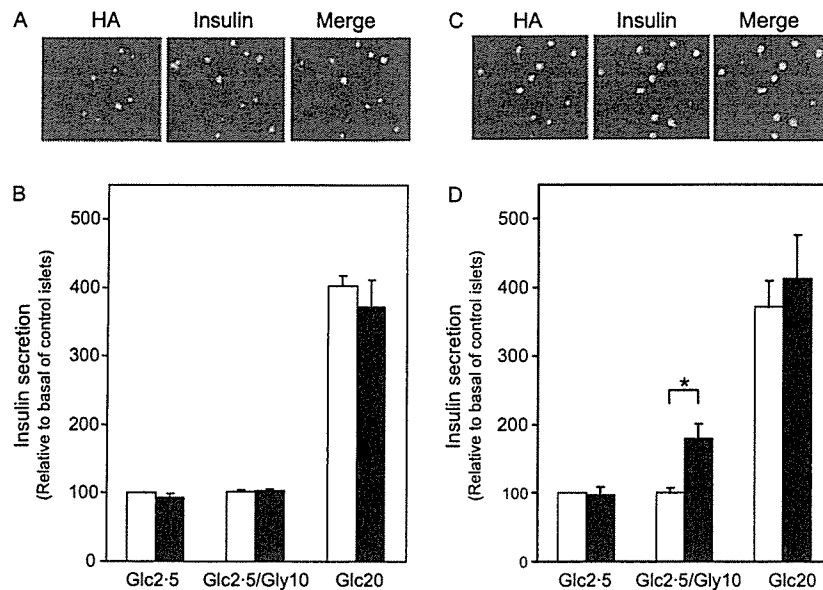 A HA Insulin Merge
C HA Insulin Merge
B
Insulin secretion
(Relative to basal of control islets)
500
400
300
200
100
0
Glc2·5 Glc2·5/Gly10 Glc20
D
Insulin secretion
(Relative to basal of control islets)
500
400
300
200
100
0
*
Glc2·5 Glc2·5/Gly10 Glc20